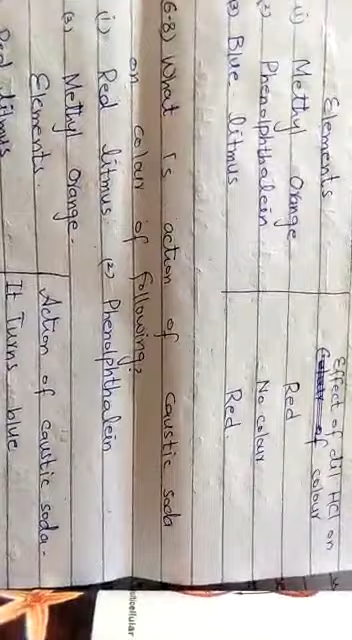 Elements Effect of dil HCl on of colour
(1) Methyl Orange Red
(2) Phenolphthalein No colour
(3) Blue litmus Red.
Q-8) What is action of caustic soda
on colour of following?
(1) Red litmus (2) Phenolphthalein
(3) Methyl Orange.
Elements. Action of caustic soda.
Red litmus It Turns blue